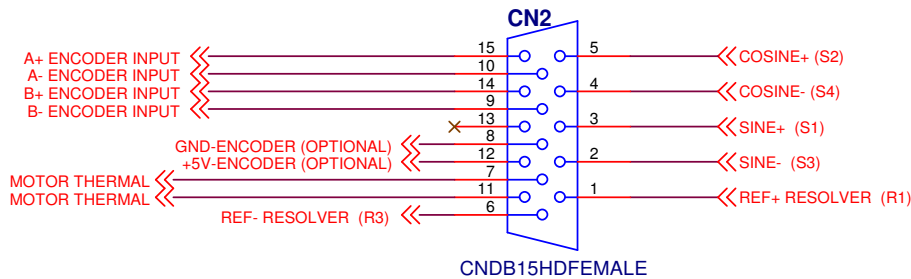 CN2
A+ ENCODER INPUT 15 5 COSINE+ (S2)
A- ENCODER INPUT 10
B+ ENCODER INPUT 14 4 COSINE- (S4)
B- ENCODER INPUT 9
13 3 SINE+ (S1)
GND-ENCODER (OPTIONAL) 8
+5V-ENCODER (OPTIONAL) 12 2 SINE- (S3)
MOTOR THERMAL 7
MOTOR THERMAL 11 1 REF+ RESOLVER (R1)
REF- RESOLVER (R3) 6
CNDB15HDFEMALE